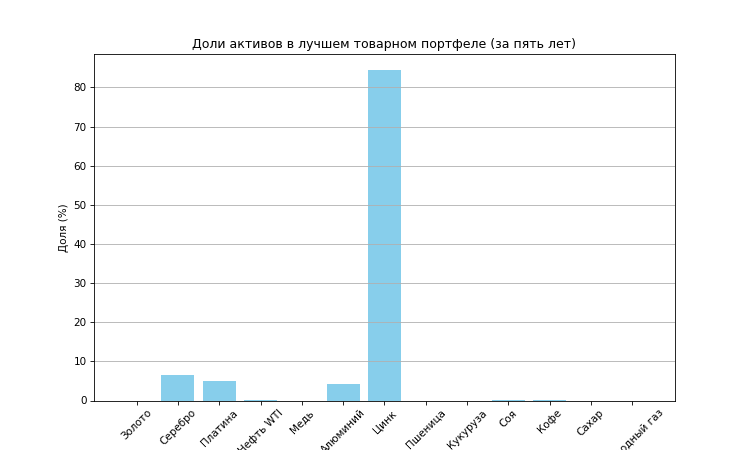 Доли активов в лучшем товарном портфеле (за пять лет)
Доля (%)
80
70
60
50
40
30
20
10
0
Золото
Серебро
Платина
Нефть WTI
Медь
Алюминий
Цинк
Пшеница
Кукуруза
Соя
Кофе
Сахар
газ